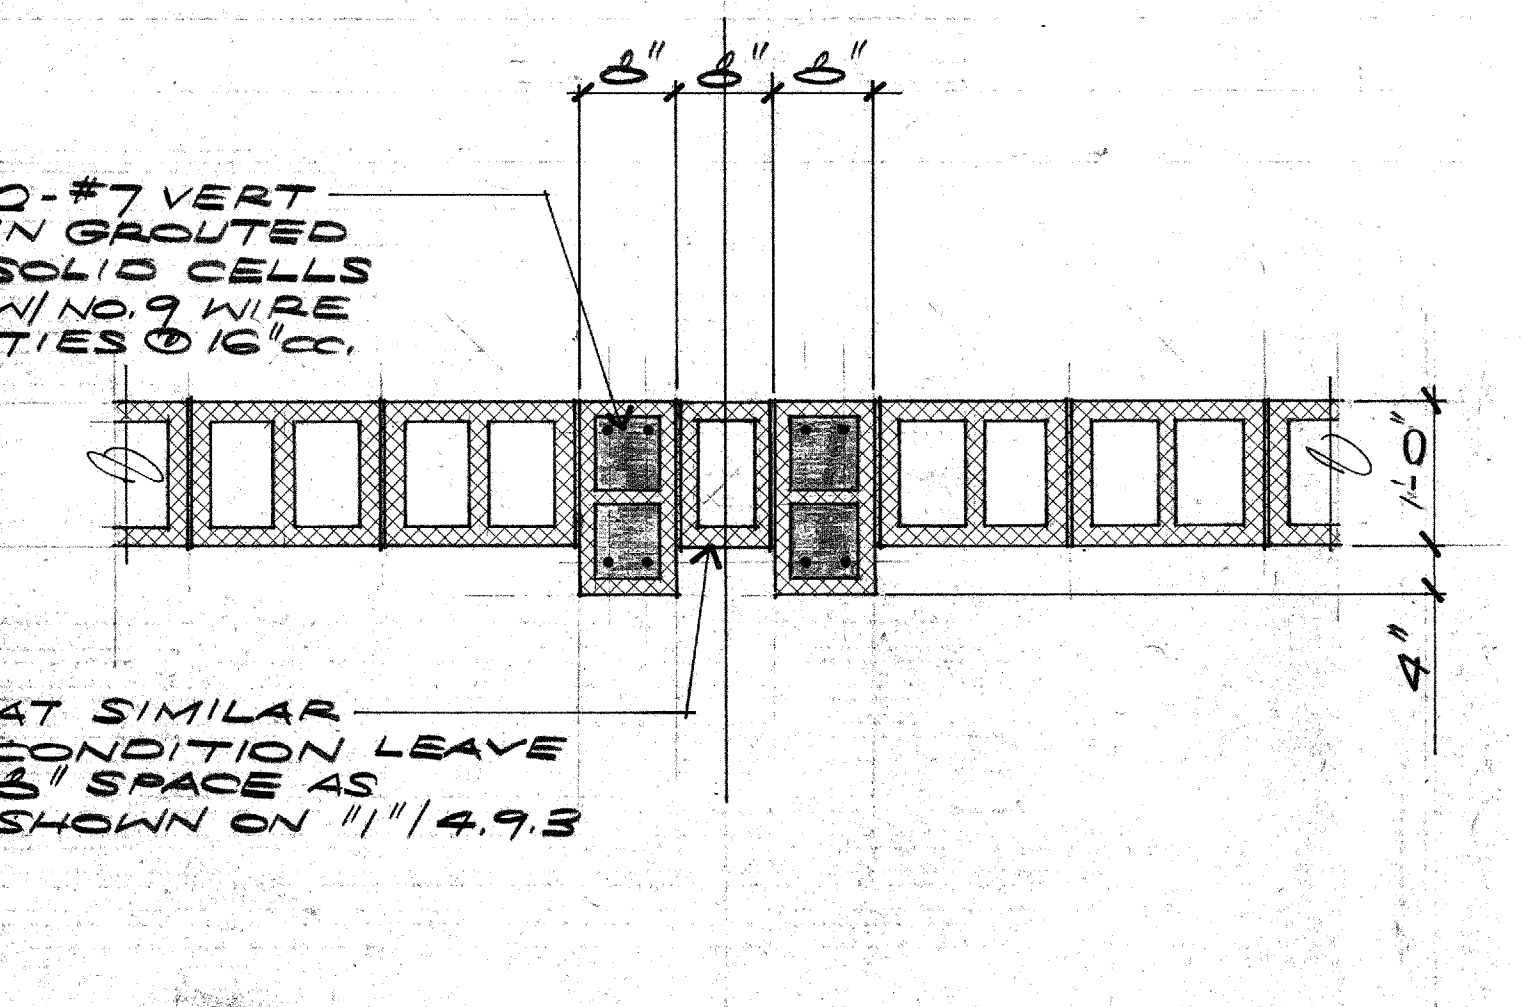 8" 8" 8"
- #7 VERT
IN GROUTED
SOLID CELLS
W/ NO. 9 WIRE
TIES @ 16" cc.
1'-0"
4"
AT SIMILAR
CONDITION LEAVE
8" SPACE AS
SHOWN ON "1"/4.9.3